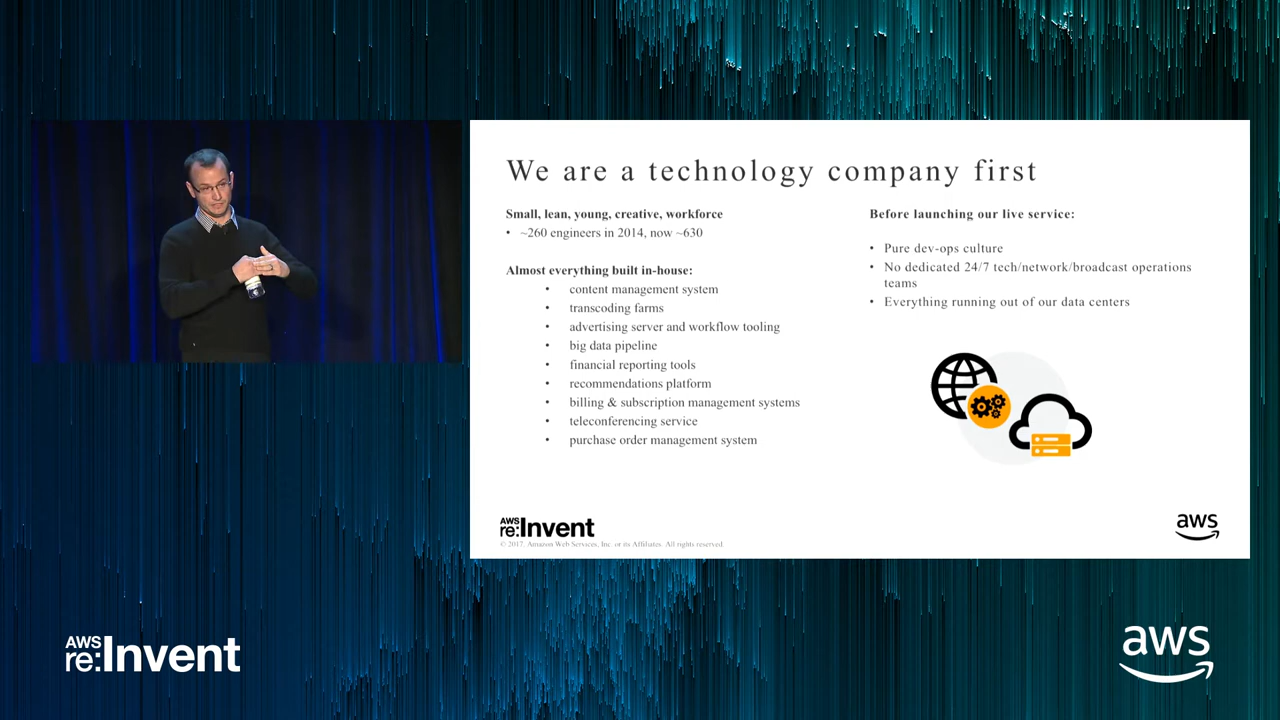 We are a technology company first
Small, lean, young, creative, workforce
• ~260 engineers in 2014, now ~630
Almost everything built in-house:
• content management system
• transcoding farms
• advertising server and workflow tooling
• big data pipeline
• financial reporting tools
• recommendations platform
• billing & subscription management systems
• teleconferencing service
• purchase order management system
Before launching our live service:
• Pure dev-ops culture
• No dedicated 24/7 tech/network/broadcast operations
teams
• Everything running out of our data centers
AWS
re:Invent
© 2017, Amazon Web Services, Inc. or its Affiliates. All rights reserved.
aws
AWS
re:Invent
aws